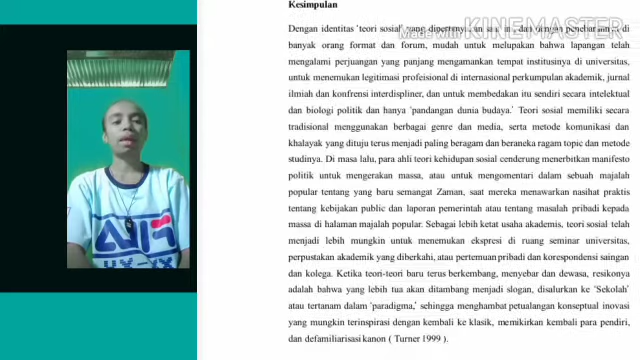 Kesimpulan
Made with KINEMASTER
Dengan identitas 'teori sosial' yang dipertanyakan saat ini, dan dengan penebarannya di
banyak orang format dan forum, mudah untuk melupakan bahwa lapangan telah
mengalami perjuangan yang panjang mengamankan tempat institusinya di universitas,
untuk menemukan legitimasi profeisional di internasional perkumpulan akademik, jurnal
ilmiah dan konfrensi interdispliner, dan untuk membedakan itu sendiri secara intelektual
dan biologi politik dan hanya 'pandangan dunia budaya.' Teori sosial memiliki secara
tradisional menggunakan berbagai genre dan media, serta metode komunikasi dan
khalayak yang dituju terus menjadi paling beragam dan beraneka ragam topic dan metode
studinya. Di masa lalu, para ahli teori kehidupan sosial cenderung menerbitkan manifesto
politik untuk mengerakan massa, atau untuk mengomentari dalam sebuah majalah
popular tentang yang baru semangat Zaman, saat mereka menawarkan nasihat praktis
tentang kebijakan public dan laporan pemerintah atau tentang masalah pribadi kepada
massa di halaman majalah popular. Sebagai lebih ketat usaha akademis, teori sosial telah
menjadi lebih mungkin untuk menemukan ekspresi di ruang seminar universitas,
perpustakan akademik yang diberkahi, atau pertemuan pribadi dan korespondensi saingan
dan kolega. Ketika teori-teori baru terus berkembang, menyebar dan dewasa, resikonya
adalah bahwa yang lebih tua akan ditambang menjadi slogan, disalurkan ke 'Sekolah'
atau tertanam dalam 'paradigma,' sehingga menghambat petualangan konseptual inovasi
yang mungkin terinspirasi dengan kembali ke klasik, memikirkan kembali para pendiri,
dan defamiliarisasi kanon ( Turner 1999 ).